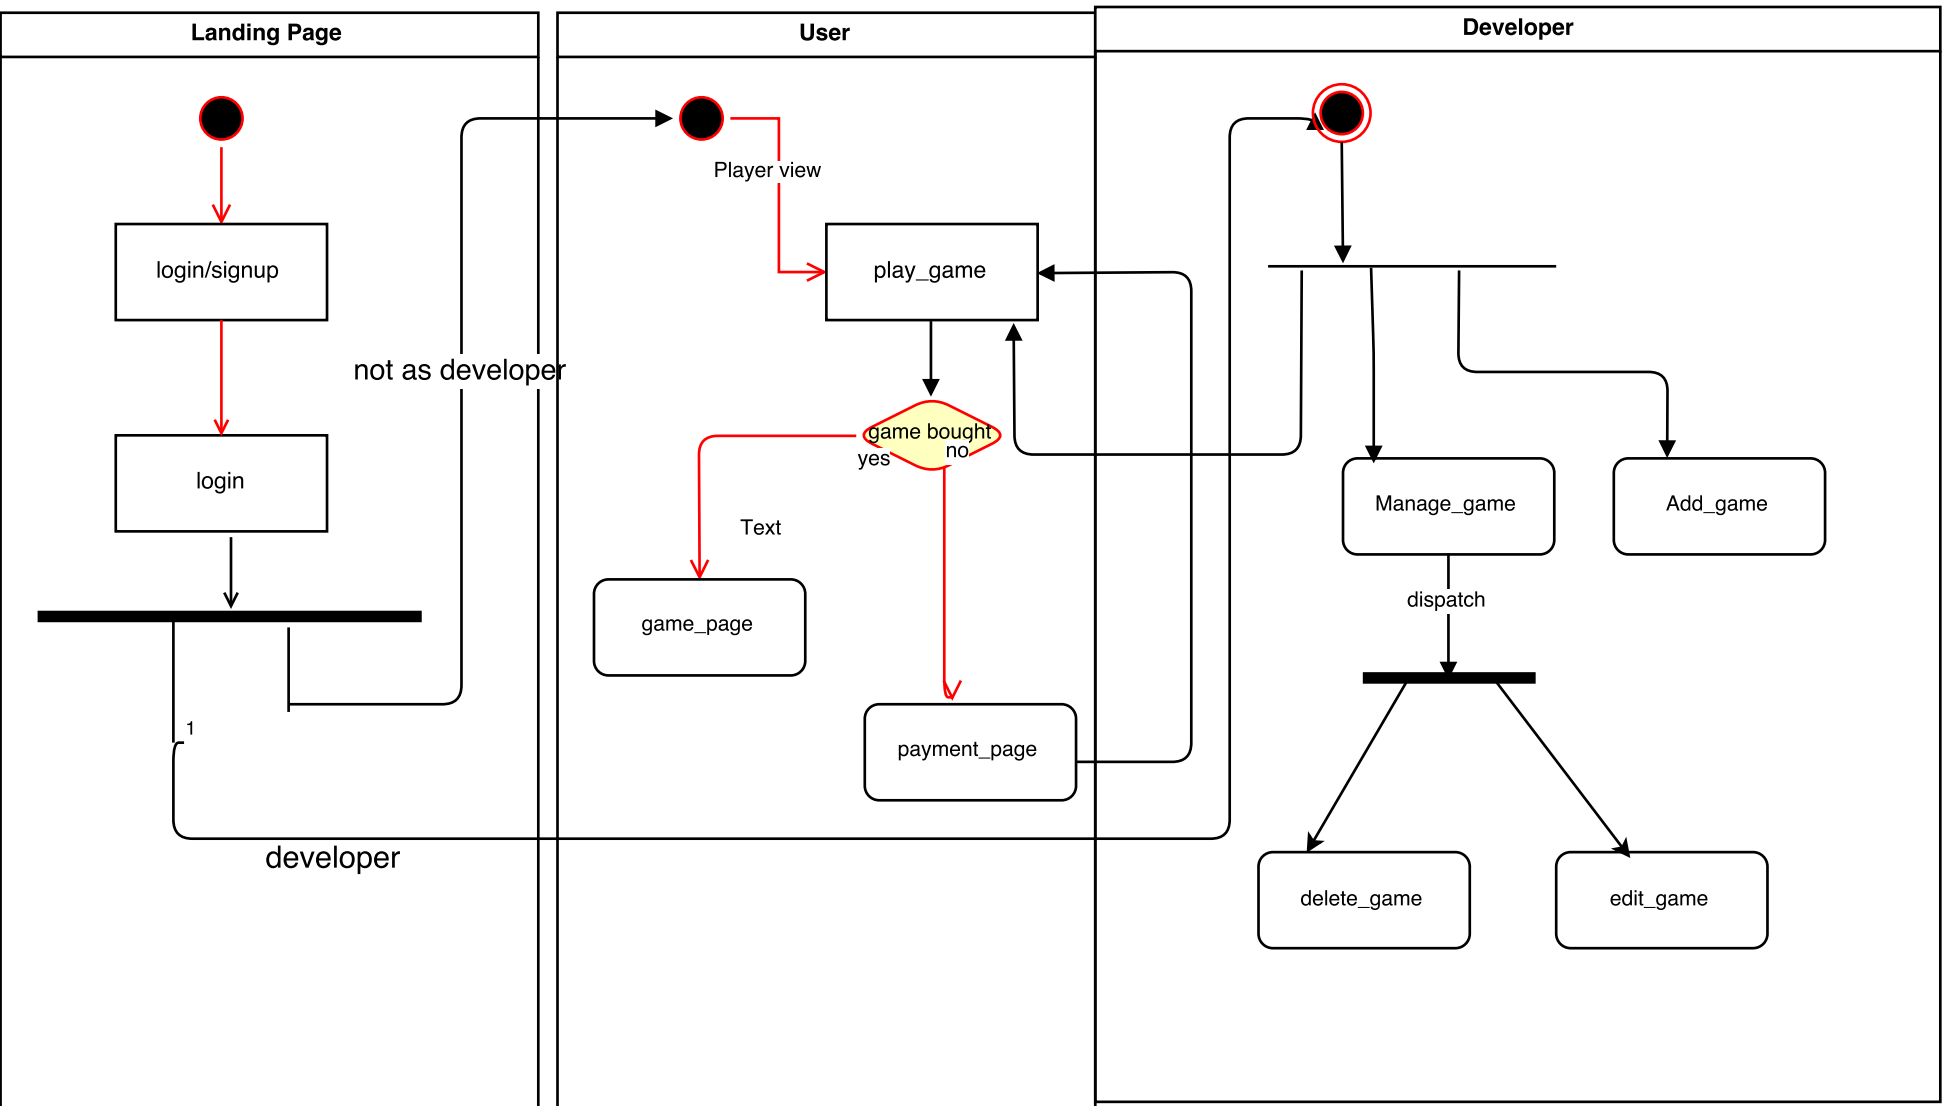 Landing Page
User
Developer
Player view
login/signup
play_game
not as developer
game bought
yes
no
login
Manage_game
Add_game
Text
game_page
dispatch
1
payment_page
developer
delete_game
edit_game